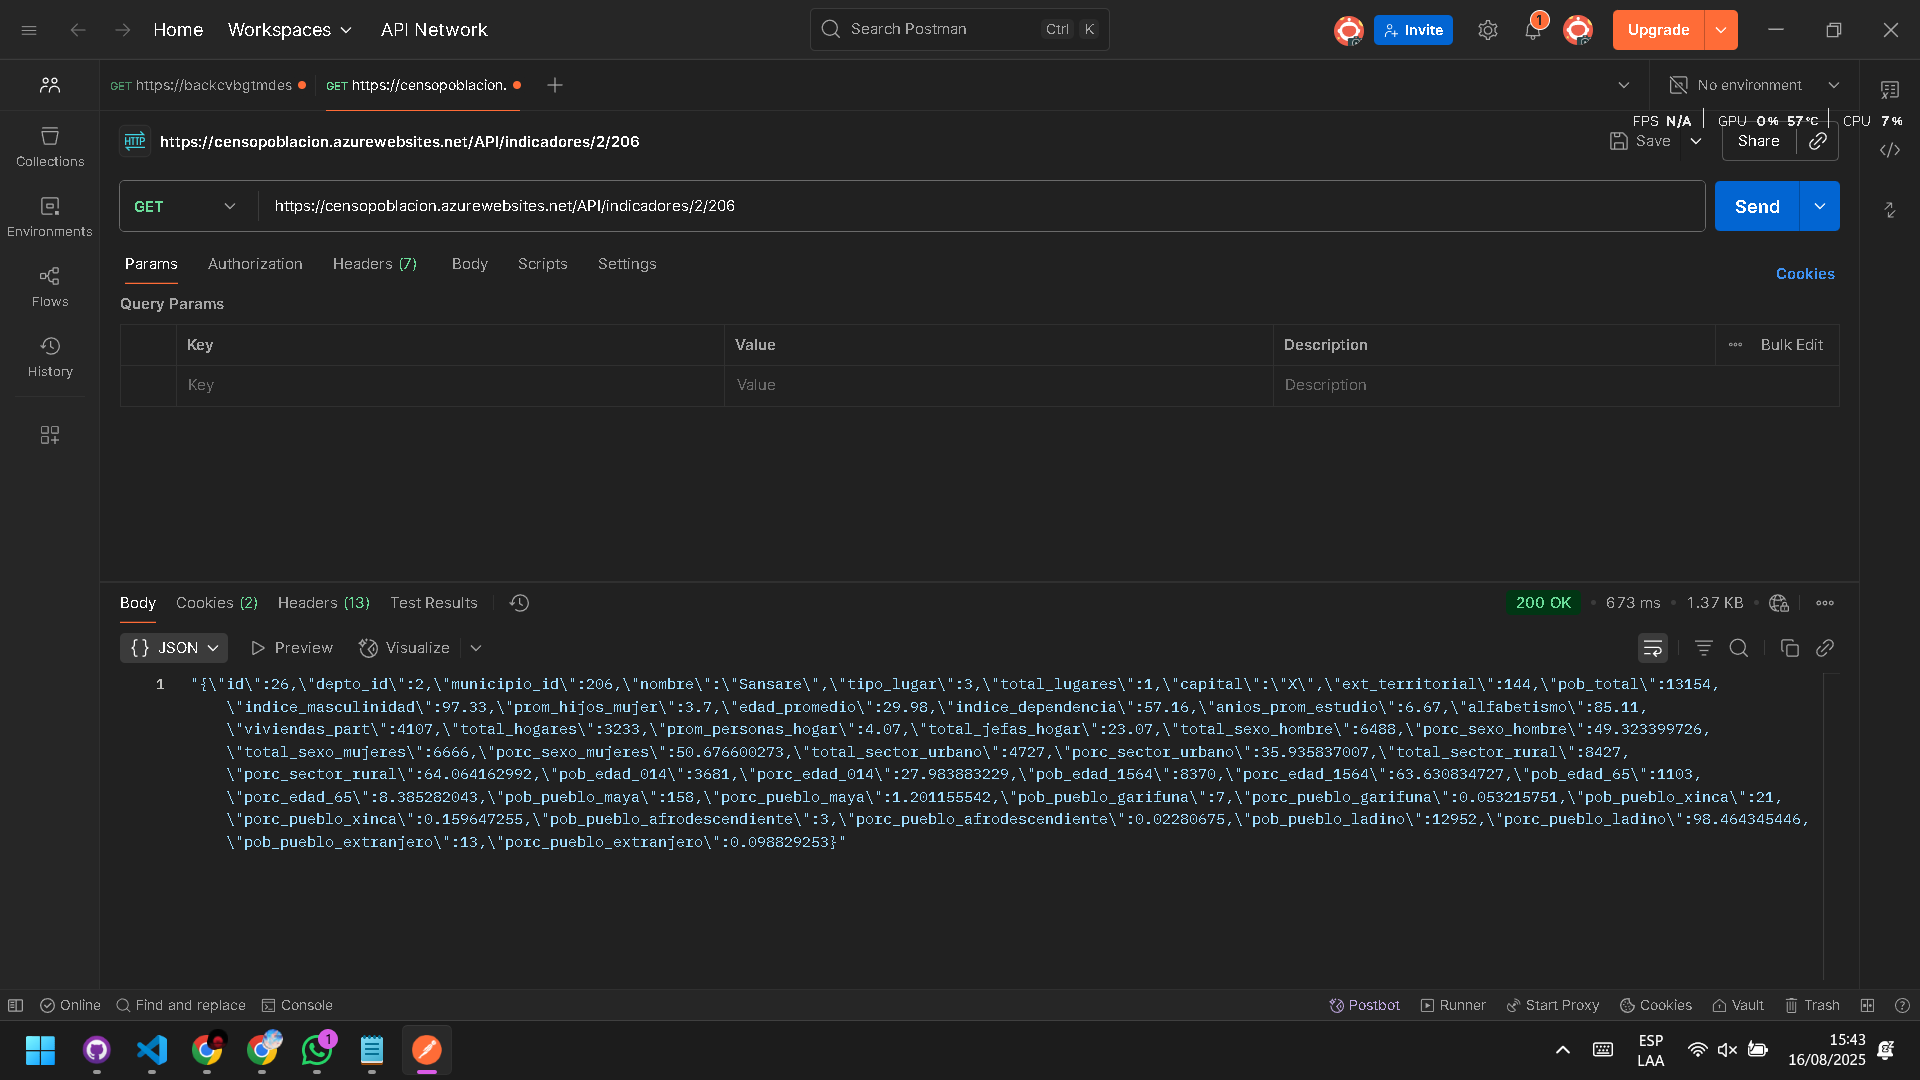 Home Workspaces API Network Search Postman Ctrl K Invite 1 Upgrade
GET https://backcvbgtmdes GET https://censopoblacion. No environment
FPS N/A GPU 0% 57°C CPU 7%
HTTP https://censopoblacion.azurewebsites.net/API/indicadores/2/206 Save Share
Collections
GET https://censopoblacion.azurewebsites.net/API/indicadores/2/206 Send
Environments
Params Authorization Headers (7) Body Scripts Settings Cookies
Flows
Query Params
Key Value Description Bulk Edit
History
Key Value Description
Body Cookies (2) Headers (13) Test Results 200 OK 673 ms 1.37 KB
{} JSON Preview Visualize
1 "{\"id\":26,\"depto_id\":2,\"municipio_id\":206,\"nombre\":\"Sansare\",\"tipo_lugar\":3,\"total_lugares\":1,\"capital\":\"X\",\"ext_territorial\":144,\"pob_total\":13154,
\"indice_masculinidad\":97.33,\"prom_hijos_mujer\":3.7,\"edad_promedio\":29.98,\"indice_dependencia\":57.16,\"anios_prom_estudio\":6.67,\"alfabetismo\":85.11,
\"viviendas_part\":4107,\"total_hogares\":3233,\"prom_personas_hogar\":4.07,\"total_jefas_hogar\":23.07,\"total_sexo_hombre\":6488,\"porc_sexo_hombre\":49.323399726,
\"total_sexo_mujeres\":6666,\"porc_sexo_mujeres\":50.676600273,\"total_sector_urbano\":4727,\"porc_sector_urbano\":35.935837007,\"total_sector_rural\":8427,
\"porc_sector_rural\":64.064162992,\"pob_edad_014\":3681,\"porc_edad_014\":27.983883229,\"pob_edad_1564\":8370,\"porc_edad_1564\":63.630834727,\"pob_edad_65\":1103,
\"porc_edad_65\":8.385282043,\"pob_pueblo_maya\":158,\"porc_pueblo_maya\":1.201155542,\"pob_pueblo_garifuna\":7,\"porc_pueblo_garifuna\":0.053215751,\"pob_pueblo_xinca\":21,
\"porc_pueblo_xinca\":0.159647255,\"pob_pueblo_afrodescendiente\":3,\"porc_pueblo_afrodescendiente\":0.02280675,\"pob_pueblo_ladino\":12952,\"porc_pueblo_ladino\":98.464345446,
\"pob_pueblo_extranjero\":13,\"porc_pueblo_extranjero\":0.098829253}"
Online Find and replace Console Postbot Runner Start Proxy Cookies Vault Trash
1 ESP 15:43
LAA 16/08/2025